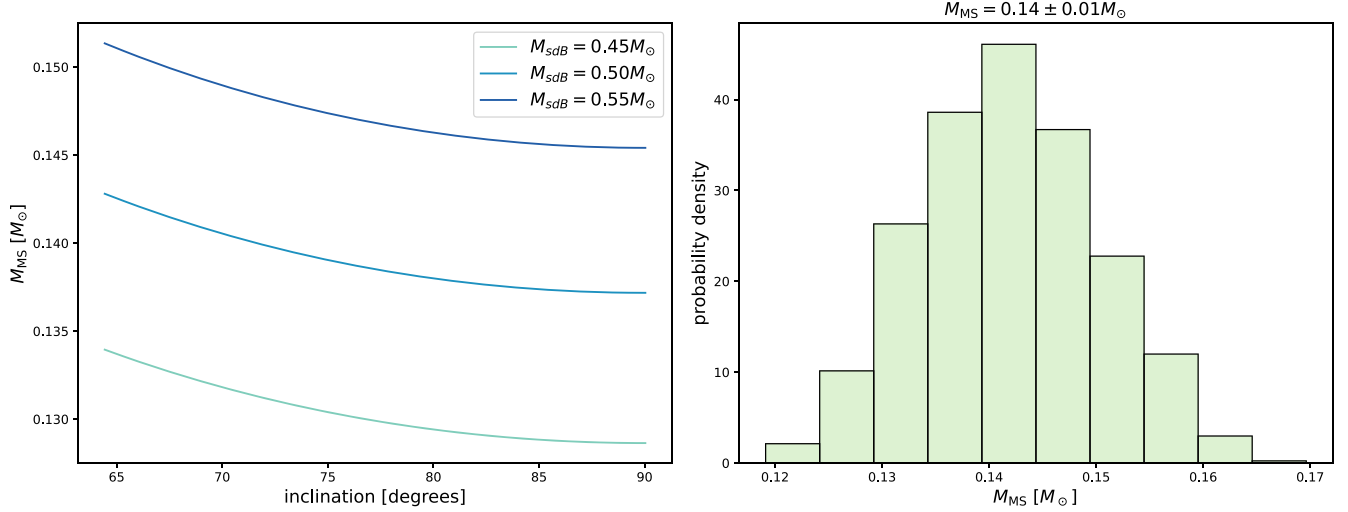 M_sdB = 0.45M_⊙
M_sdB = 0.50M_⊙
M_sdB = 0.55M_⊙
0.150
0.145
0.140
0.135
0.130
M_MS [M_⊙]
65
70
75
80
85
90
inclination [degrees]
M_MS = 0.14 ± 0.01M_⊙
40
30
20
10
0
probability density
0.12
0.13
0.14
0.15
0.16
0.17
M_MS [M_⊙]